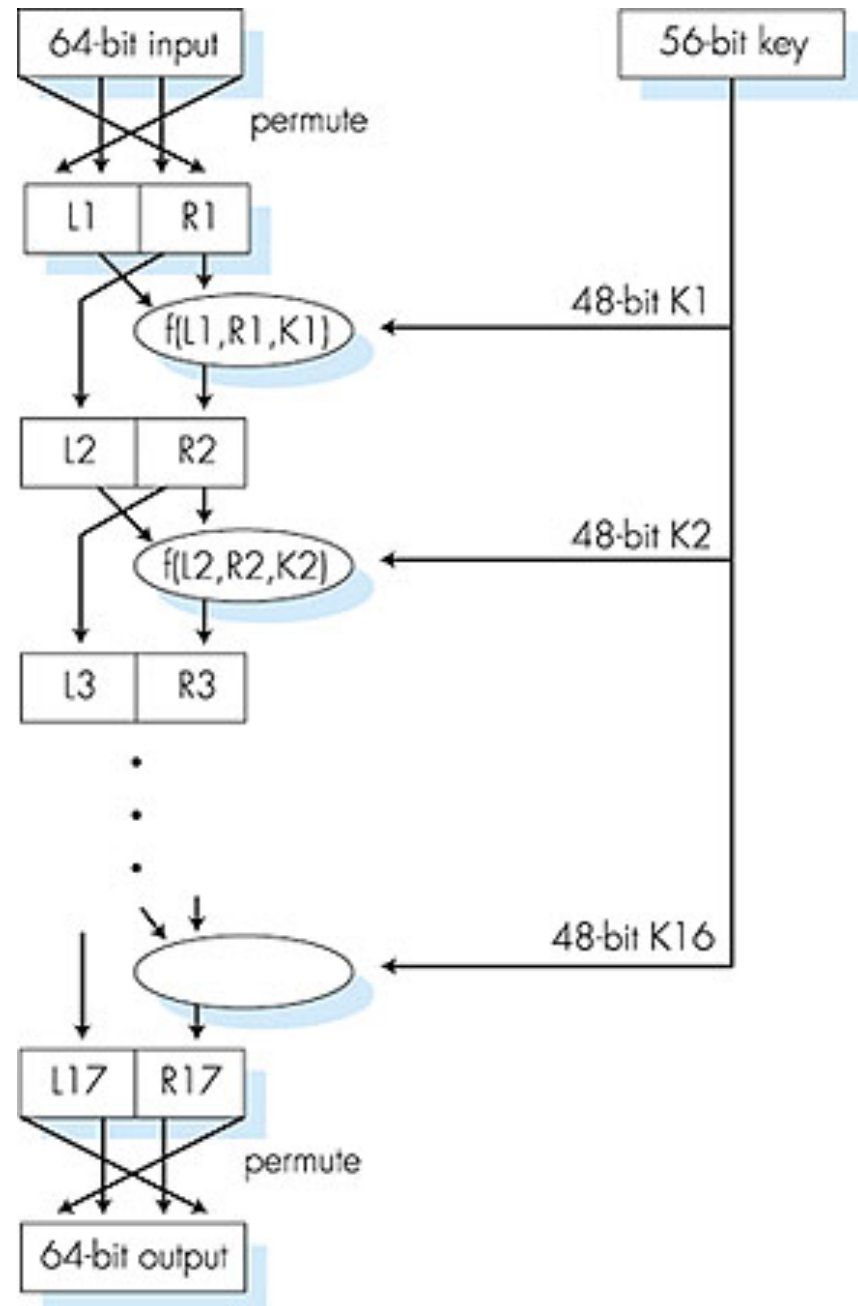 64-bit input
56-bit key
permute
L1 R1
48-bit K1
f(L1,R1,K1)
L2 R2
48-bit K2
f(L2,R2,K2)
L3 R3
48-bit K16
L17 R17
permute
64-bit output